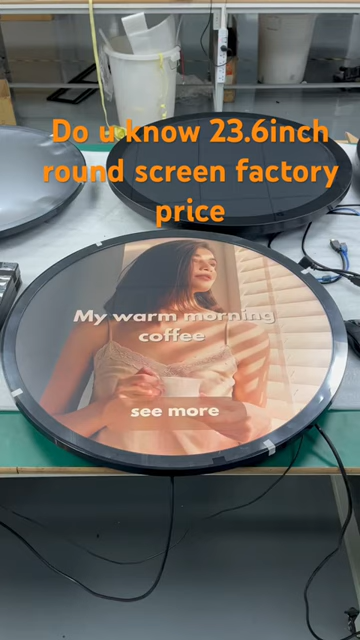 Do u know 23.6inch
round screen factory
price
My warm morning
coffee
see more